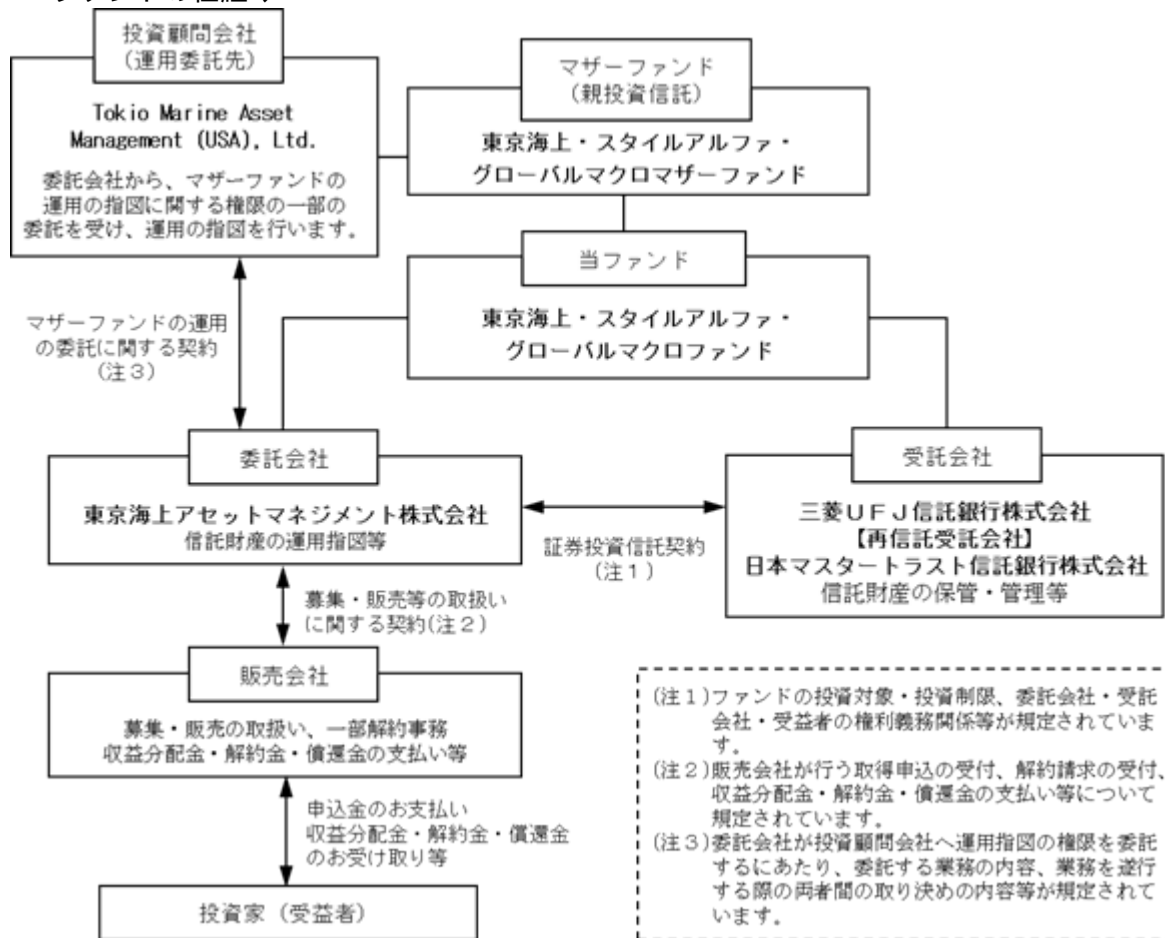 投資顧問会社
(運用委託先)
Tokio Marine Asset
Management (USA), Ltd.
委託会社から、マザーファンドの
運用の指図に関する権限の一部の
委託を受け、運用の指図を行います。
マザーファンド
(親投資信託)
東京海上・スタイルアルファ・
グローバルマクロマザーファンド
当ファンド
東京海上・スタイルアルファ・
グローバルマクロファンド
マザーファンドの運用
の委託に関する契約
(注3)
委託会社
東京海上アセットマネジメント株式会社
信託財産の運用指図等
証券投資信託契約
(注1)
受託会社
三菱UFJ信託銀行株式会社
【再信託受託会社】
日本マスタートラスト信託銀行株式会社
信託財産の保管・管理等
募集・販売等の取扱い
に関する契約(注2)
販売会社
募集・販売の取扱い、一部解約事務
収益分配金・解約金・償還金の支払い等
申込金のお支払い
収益分配金・解約金・償還金
のお受け取り等
投資家(受益者)
(注1)ファンドの投資対象・投資制限、委託会社・受託
会社・受益者の権利義務関係等が規定されていま
す。
(注2)販売会社が行う取得申込の受付、解約請求の受付、
収益分配金・解約金・償還金の支払い等について
規定されています。
(注3)委託会社が投資顧問会社へ運用指図の権限を委託
するにあたり、委託する業務の内容、業務を遂行
する際の両者間の取り決めの内容等が規定されて
います。